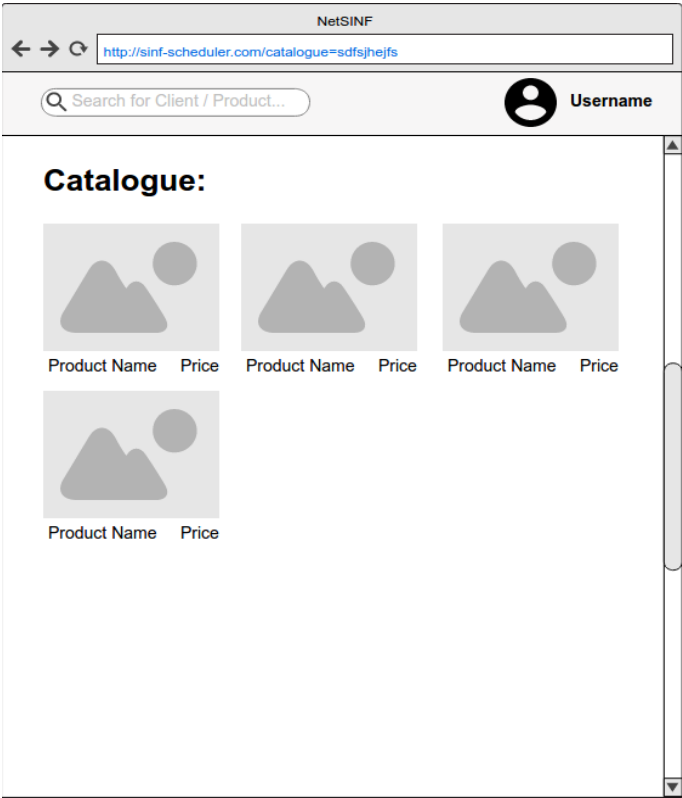 NetSINF
http://sinf-scheduler.com/catalogue=sdfsjhejfs
Search for Client / Product...
Username
Catalogue:
Product Name Price
Product Name Price
Product Name Price
Product Name Price